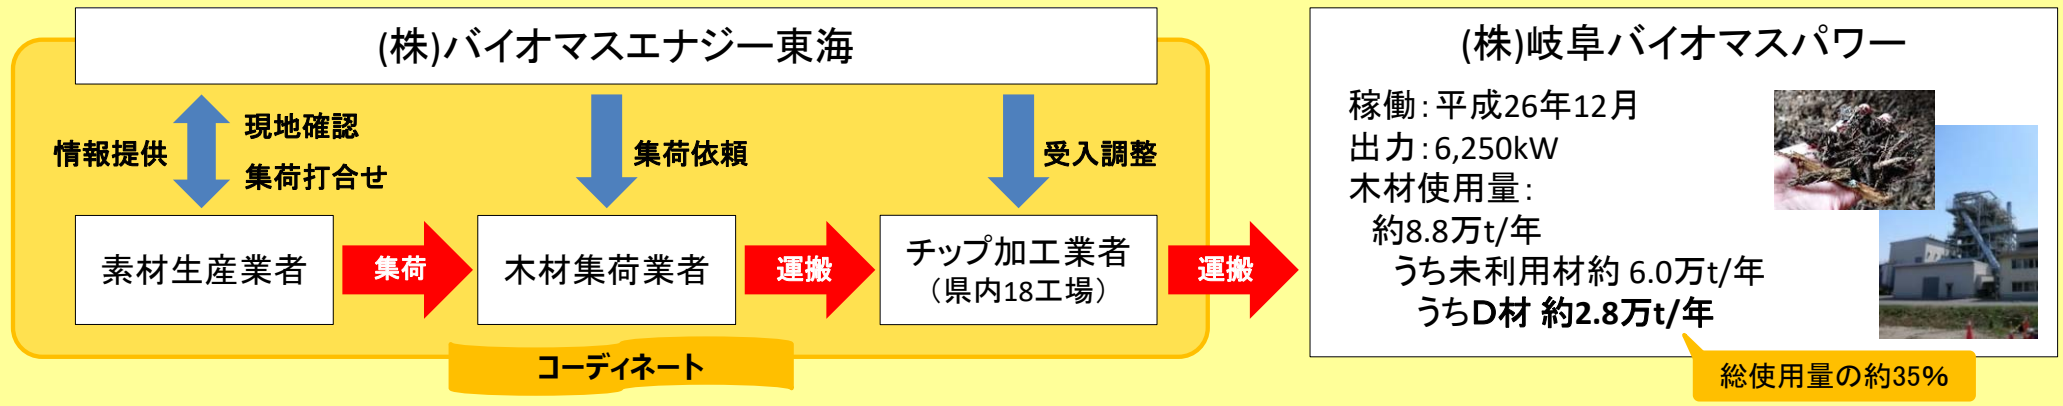 (株)バイオマスエナジー東海
情報提供
現地確認
集荷打合せ
集荷依頼
受入調整
素材生産業者
集荷
木材集荷業者
運搬
チップ加工業者
（県内18工場）
運搬
コーディネート
(株)岐阜バイオマスパワー
稼働：平成26年12月
出力：6,250kW
木材使用量：
約8.8万t/年
うち未利用材約 6.0万t/年
うちD材 約2.8万t/年
総使用量の約35%